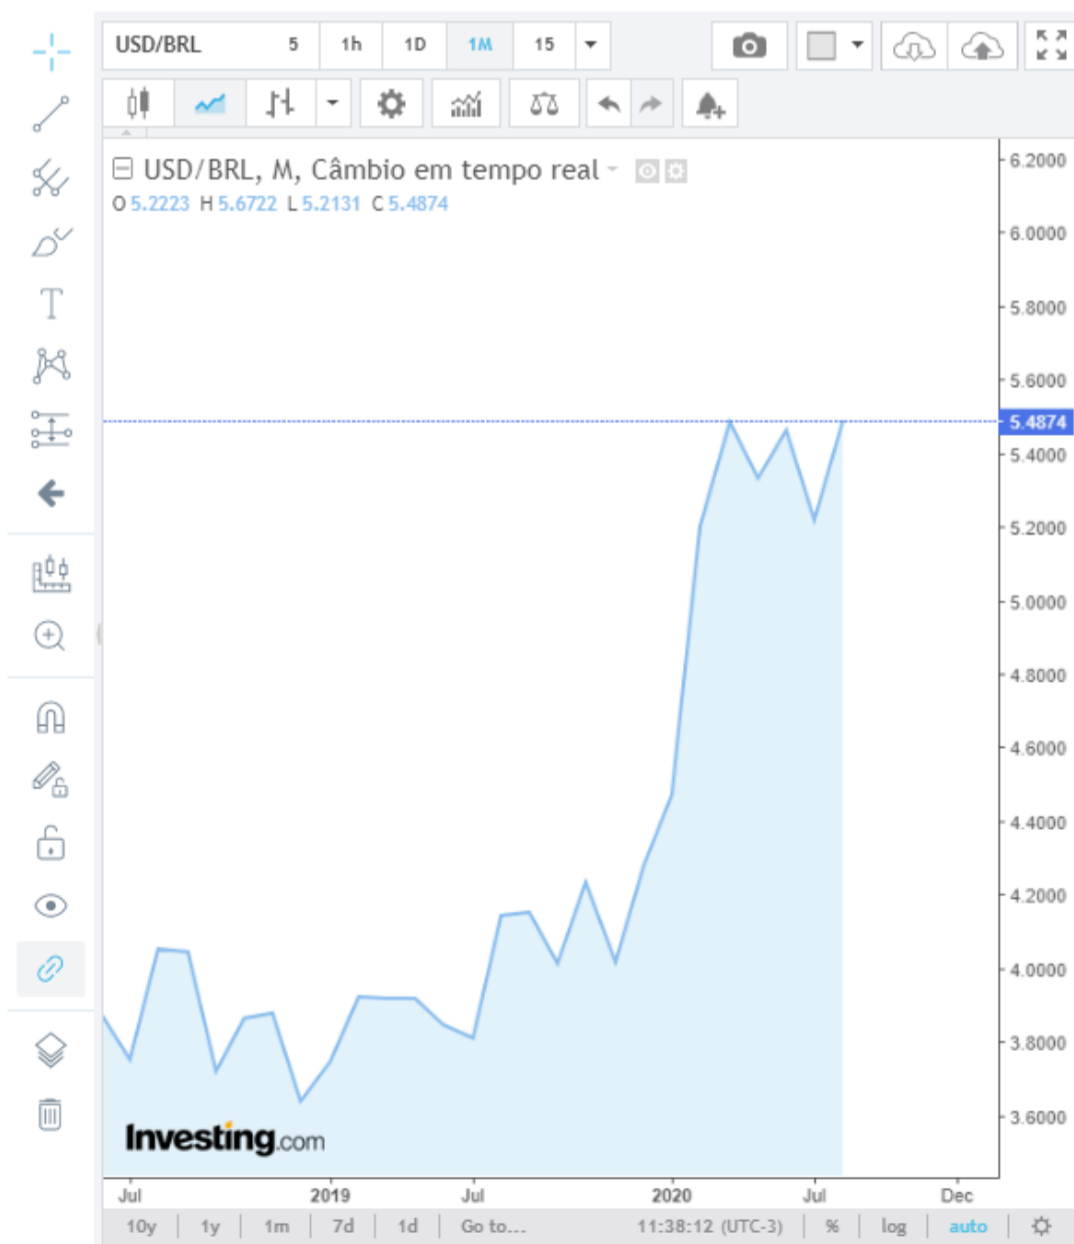 USD/BRL 5 1h 1D 1M 15
T
USD/BRL, M, Câmbio em tempo real
O 5.2223 H 5.6722 L 5.2131 C 5.4874
6.2000
6.0000
5.8000
5.6000
5.4874
5.4000
5.2000
5.0000
4.8000
4.6000
4.4000
4.2000
4.0000
3.8000
3.6000
Investing.com
Jul 2019 Jul 2020 Jul Dec
10y 1y 1m 7d 1d Go to... 11:38:12 (UTC-3) % log auto